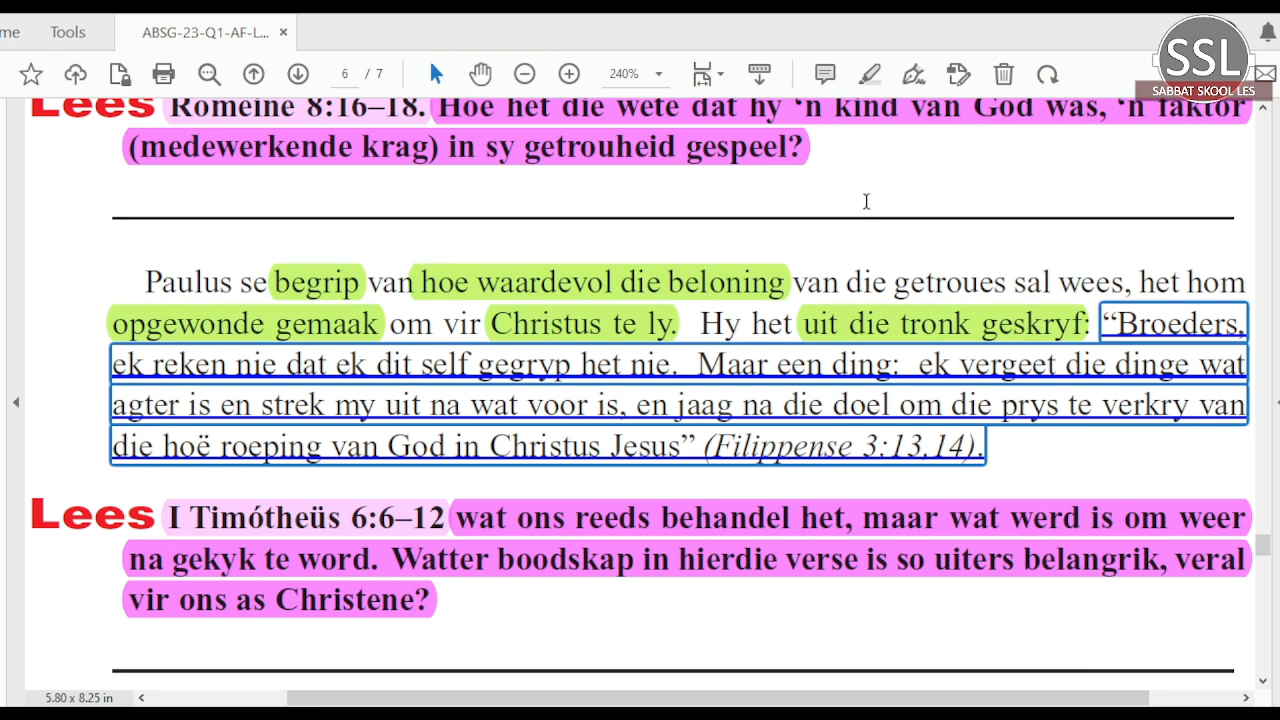 me Tools ABSG-23-Q1-AF-L... ×
SSL
SABBAT SKOOL LES
6 / 7 240%
Lees Romeine 8:16–18. Hoe het die wete dat hy ‘n kind van God was, ‘n faktor
(medewerkende krag) in sy getrouheid gespeel?
Paulus se begrip van hoe waardevol die beloning van die getroues sal wees, het hom
opgewonde gemaak om vir Christus te ly. Hy het uit die tronk geskryf: “Broeders,
ek reken nie dat ek dit self gegryp het nie. Maar een ding: ek vergeet die dinge wat
agter is en strek my uit na wat voor is, en jaag na die doel om die prys te verkry van
die hoë roeping van God in Christus Jesus” (Filippense 3:13,14).
Lees I Timótheüs 6:6–12 wat ons reeds behandel het, maar wat werd is om weer
na gekyk te word. Watter boodskap in hierdie verse is so uiters belangrik, veral
vir ons as Christene?
5.80 x 8.25 in